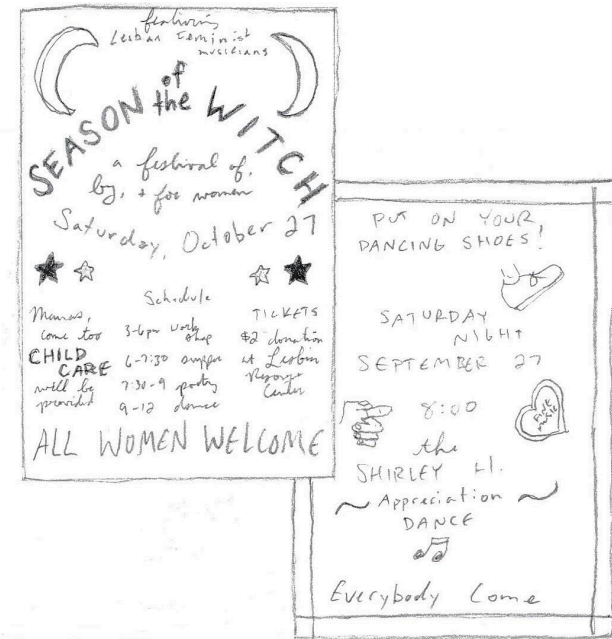 featuring
Lesbian Feminist
musicians
SEASON of the WITCH
a festival of,
by, + for women
Saturday, October 27
Mamas,
come too
CHILD
CARE
will be
provided
Schedule
3-6pm workshop
6-7:30 supper
7:30-9 poetry
9-12 dance
TICKETS
$2 donation
at Lesbian
Resource
Center
ALL WOMEN WELCOME
PUT ON YOUR
DANCING SHOES!
SATURDAY
NIGHT
SEPTEMBER 27
8:00
FINE
MUSIC
the
SHIRLEY H.
~ Appreciation ~
DANCE
Everybody Come